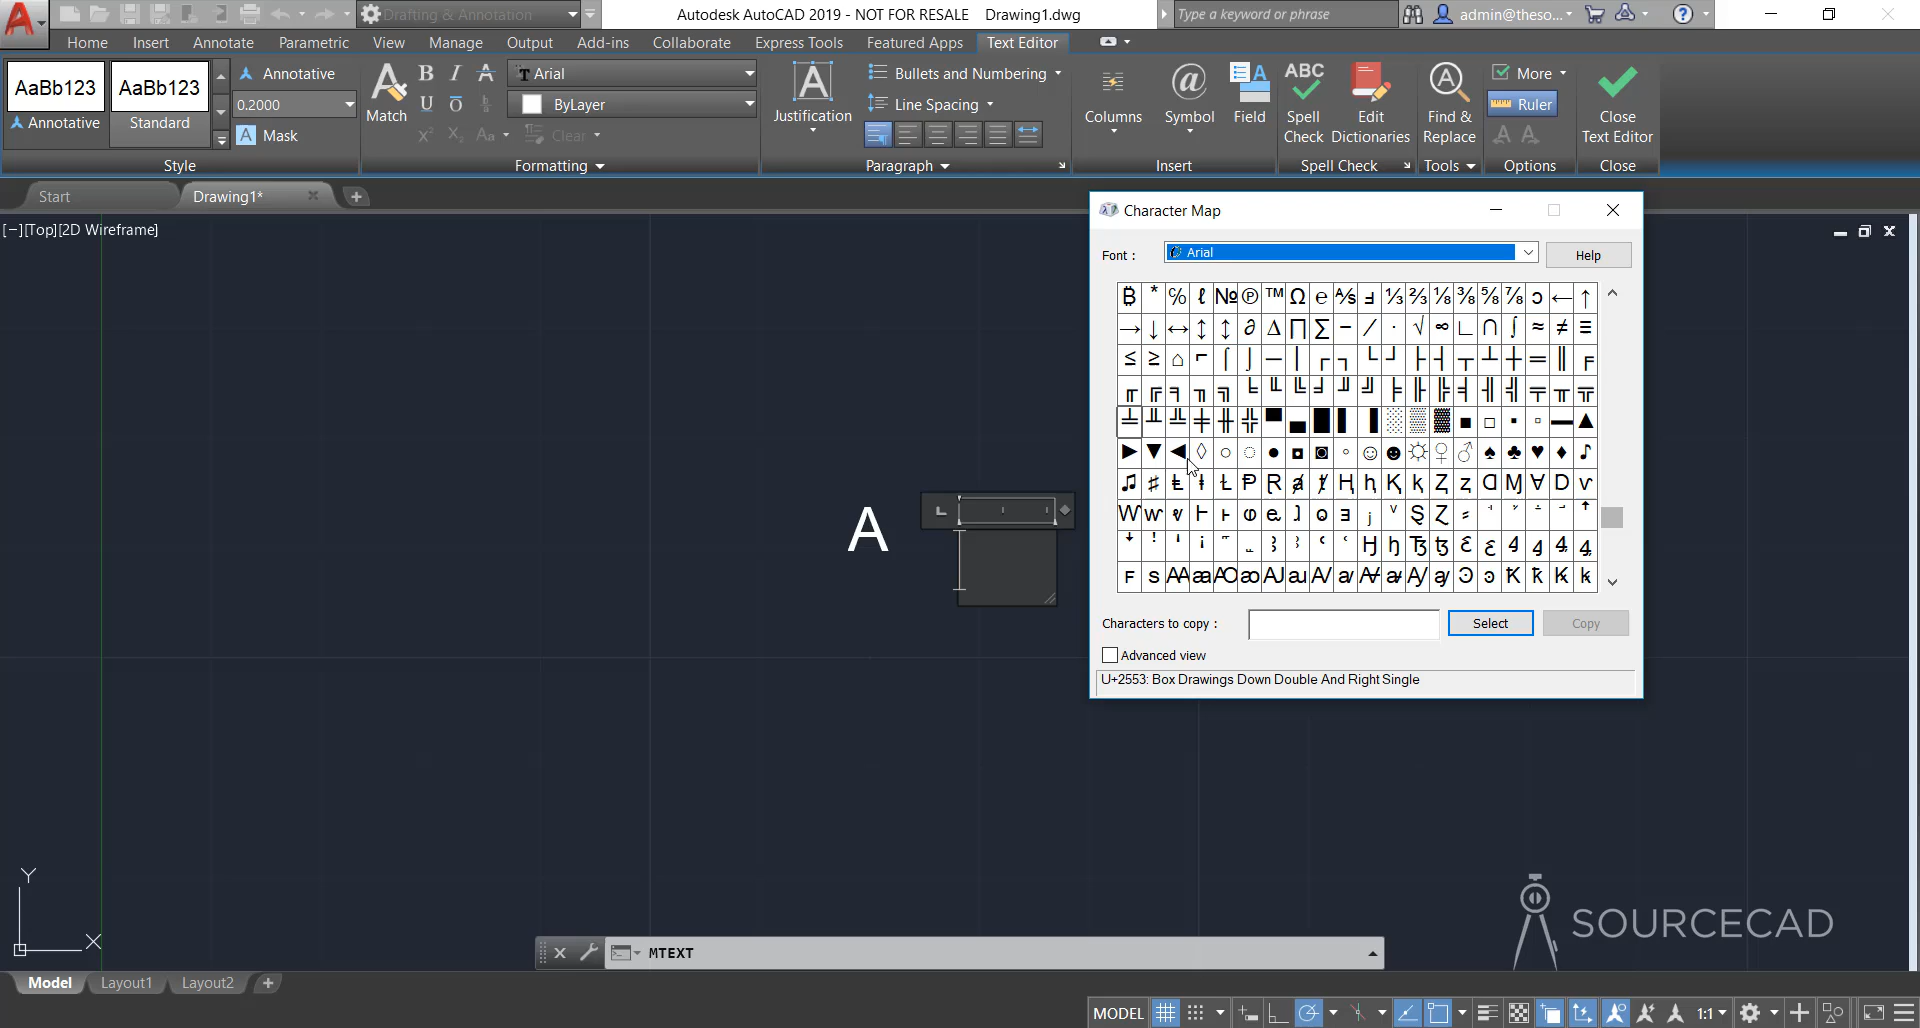 Drafting & Annotation
Autodesk AutoCAD 2019 - NOT FOR RESALE Drawing1.dwg
Type a keyword or phrase
admin@theso...
Home Insert Annotate Parametric View Manage Output Add-ins Collaborate Express Tools Featured Apps Text Editor
AaBb123 AaBb123
Annotative Standard
Annotative
0.2000
Mask
Style
Match
B I A Arial
U O ByLayer
X² X₂ Aa Clear
Formatting
Justification
Bullets and Numbering
Line Spacing
Paragraph
Columns
Symbol
Field
Insert
ABC
Spell Check
Edit Dictionaries
Spell Check
Find & Replace
Tools
More
Ruler
Options
Close Text Editor
Close
Start Drawing1*
[−][Top][2D Wireframe]
A
Character Map
Font : Arial Help
Characters to copy : Select Copy
Advanced view
U+2553: Box Drawings Down Double And Right Single
Y
X
MTEXT
SOURCECAD
Model Layout1 Layout2
MODEL 1:1